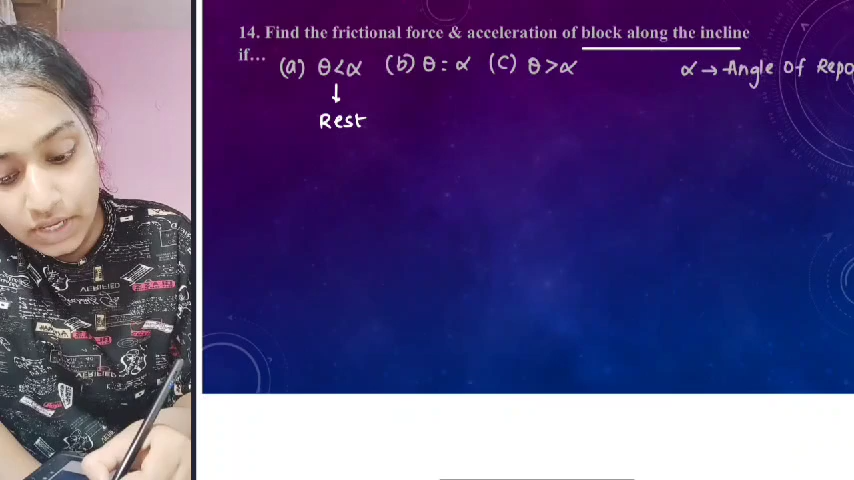 14. Find the frictional force & acceleration of block along the incline
if... (a) θ<α (b) θ = α (c) θ >α α → Angle of Repo
↓
Rest